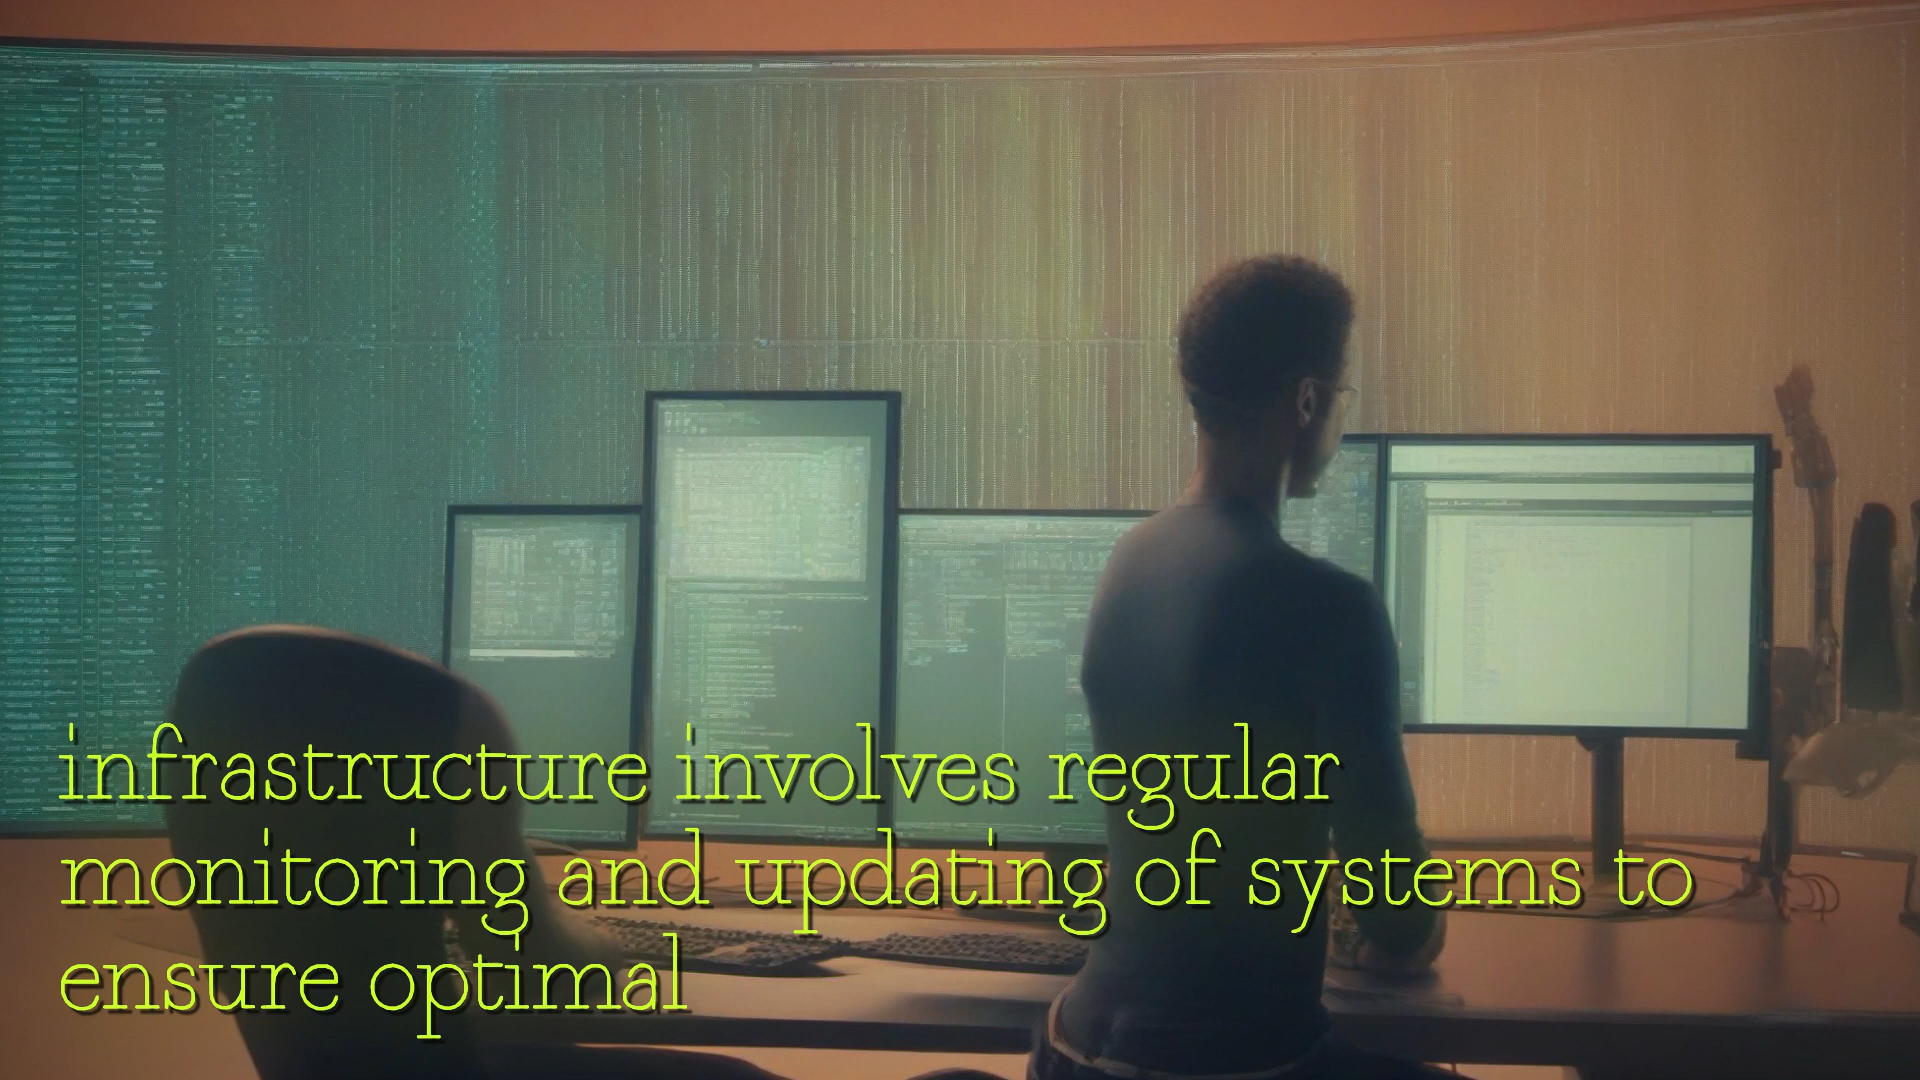 infrastructure involves regular
monitoring and updating of systems to
ensure optimal